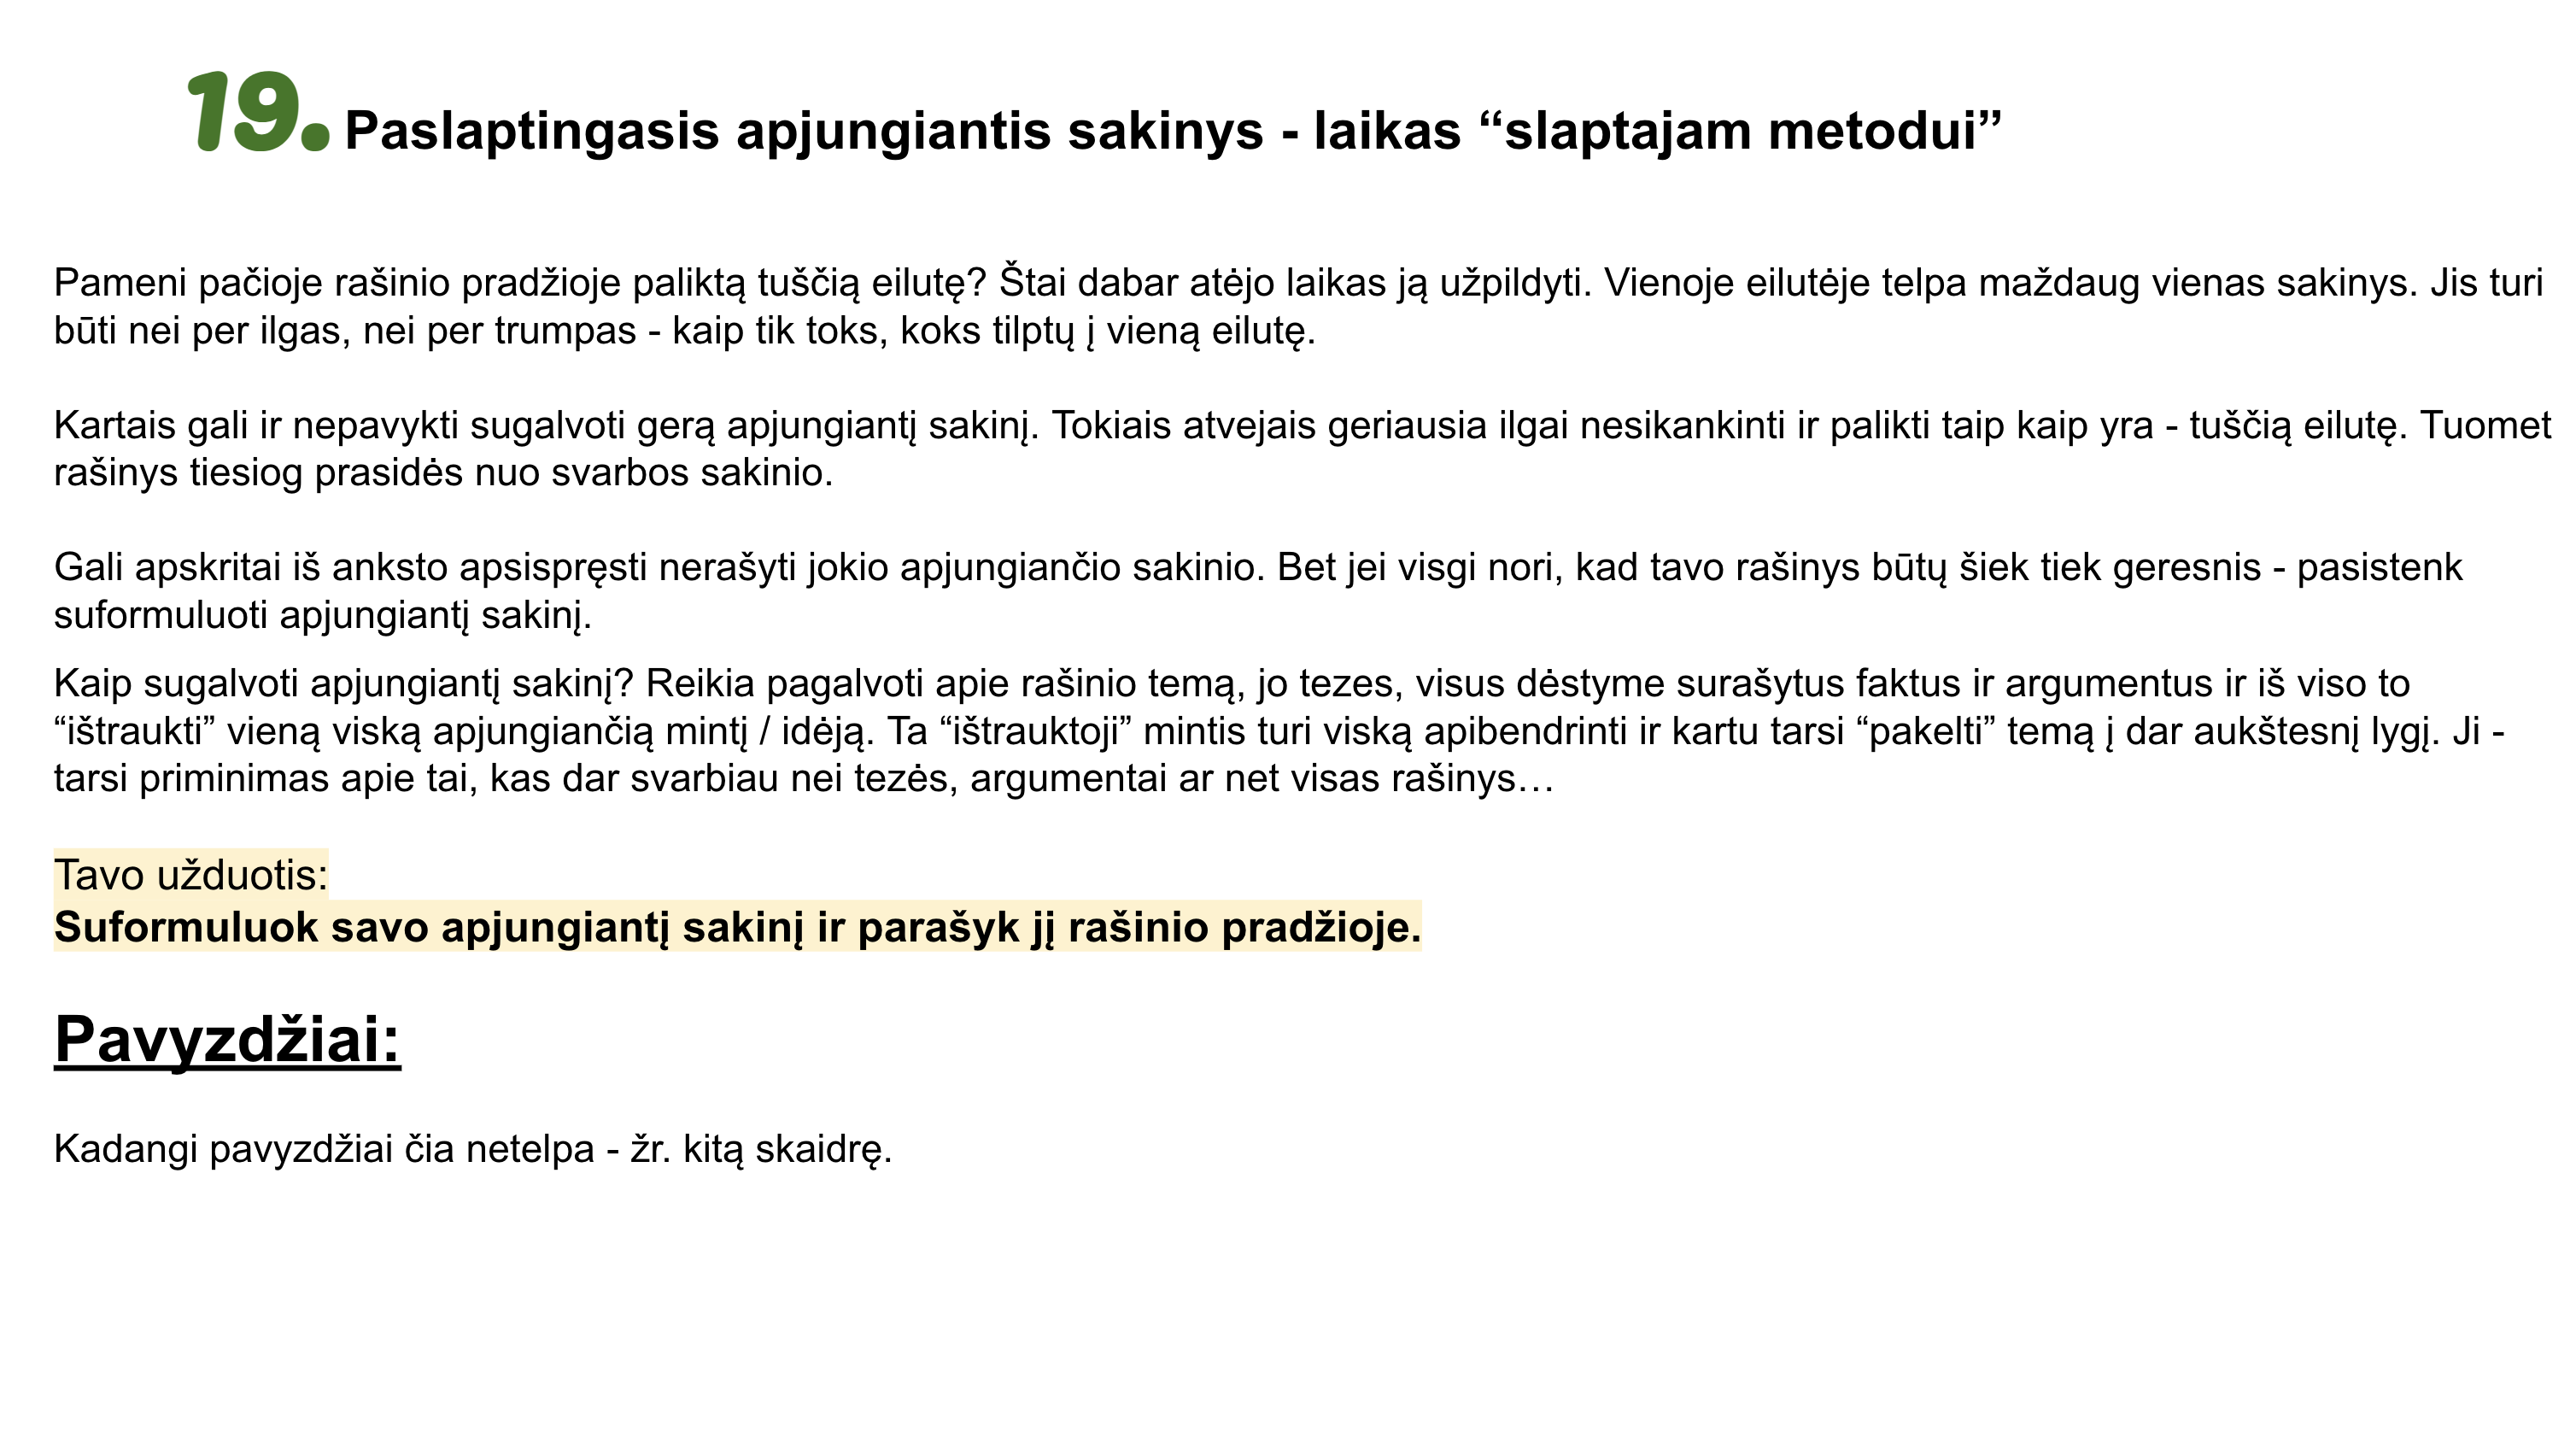 19. Paslaptingasis apjungiantis sakinys - laikas “slaptajam metodui”
Pameni pačioje rašinio pradžioje paliktą tuščią eilutę? Štai dabar atėjo laikas ją užpildyti. Vienoje eilutėje telpa maždaug vienas sakinys. Jis turi
būti nei per ilgas, nei per trumpas - kaip tik toks, koks tilptų į vieną eilutę.
Kartais gali ir nepavykti sugalvoti gerą apjungiantį sakinį. Tokiais atvejais geriausia ilgai nesikankinti ir palikti taip kaip yra - tuščią eilutę. Tuomet
rašinys tiesiog prasidės nuo svarbos sakinio.
Gali apskritai iš anksto apsispręsti nerašyti jokio apjungiančio sakinio. Bet jei visgi nori, kad tavo rašinys būtų šiek tiek geresnis - pasistenk
suformuluoti apjungiantį sakinį.
Kaip sugalvoti apjungiantį sakinį? Reikia pagalvoti apie rašinio temą, jo tezes, visus dėstyme surašytus faktus ir argumentus ir iš viso to
“ištraukti” vieną viską apjungiančią mintį / idėją. Ta “ištrauktoji” mintis turi viską apibendrinti ir kartu tarsi “pakelti” temą į dar aukštesnį lygį. Ji -
tarsi priminimas apie tai, kas dar svarbiau nei tezės, argumentai ar net visas rašinys…
Tavo užduotis:
Suformuluok savo apjungiantį sakinį ir parašyk jį rašinio pradžioje.
Pavyzdžiai:
Kadangi pavyzdžiai čia netelpa - žr. kitą skaidrę.